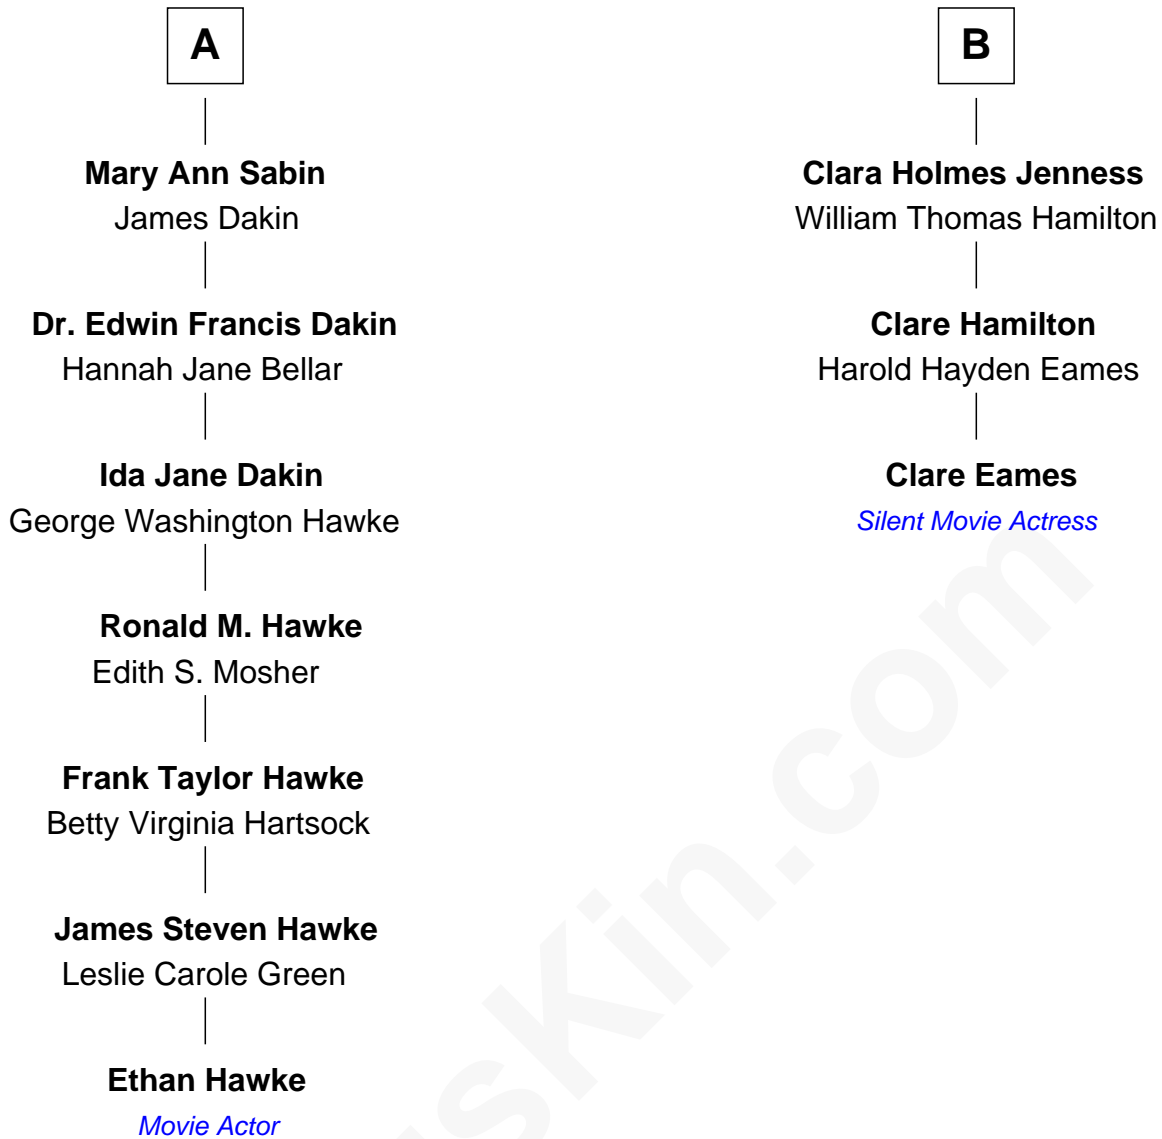 A
Mary Ann Sabin
James Dakin
Dr. Edwin Francis Dakin
Hannah Jane Bellar
Ida Jane Dakin
George Washington Hawke
Ronald M. Hawke
Edith S. Mosher
Frank Taylor Hawke
Betty Virginia Hartsock
James Steven Hawke
Leslie Carole Green
Ethan Hawke
Movie Actor
B
Clara Holmes Jenness
William Thomas Hamilton
Clare Hamilton
Harold Hayden Eames
Clare Eames
Silent Movie Actress
sKin.com